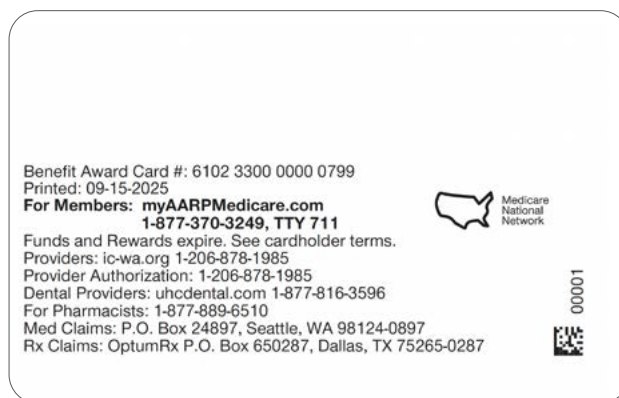 Benefit Award Card #: 6102 3300 0000 0799
Printed: 09-15-2025
For Members: myAARPMedicare.com
1-877-370-3249, TTY 711
Funds and Rewards expire. See cardholder terms.
Providers: ic-wa.org 1-206-878-1985
Provider Authorization: 1-206-878-1985
Dental Providers: uhcdental.com 1-877-816-3596
For Pharmacists: 1-877-889-6510
Med Claims: P.O. Box 24897, Seattle, WA 98124-0897
Rx Claims: OptumRx P.O. Box 650287, Dallas, TX 75265-0287
Medicare
National
Network
00001